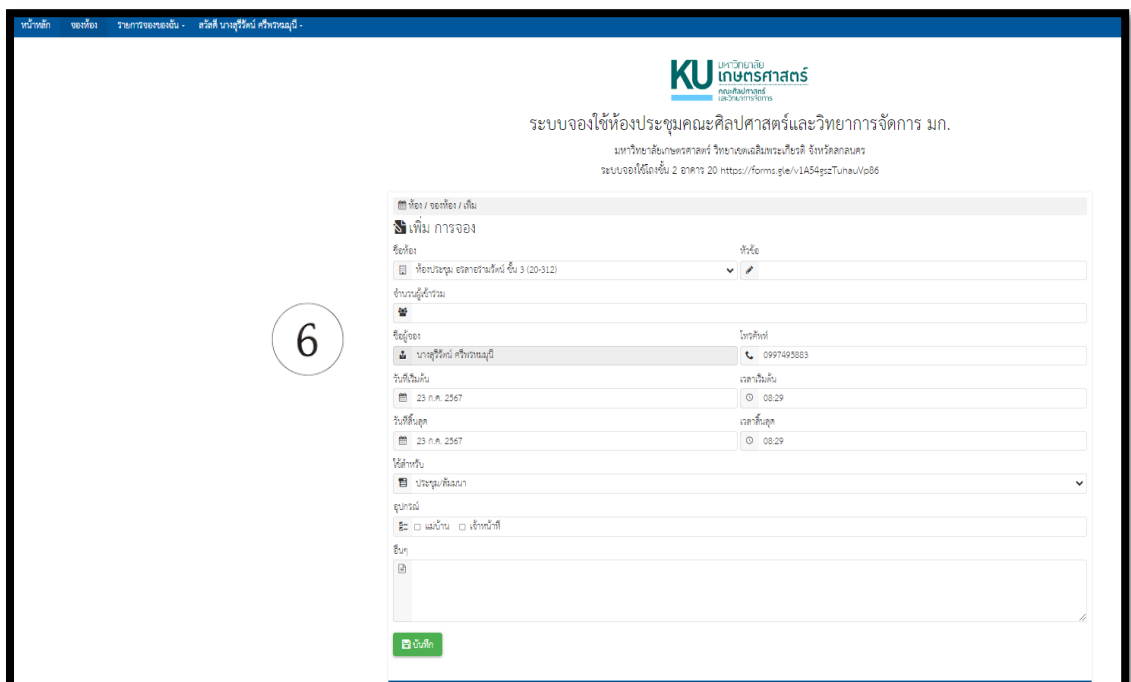 หน้าหลัก จองห้อง รายการจองของฉัน สวัสดี นางสุรีรัตน์ ศรีพรหมมุนี
KU มหาวิทยาลัย
เกษตรศาสตร์
คณะศิลปศาสตร์
และวิทยาการจัดการ
ระบบจองใช้ห้องประชุมคณะศิลปศาสตร์และวิทยาการจัดการ มก.
มหาวิทยาลัยเกษตรศาสตร์ วิทยาเขตเฉลิมพระเกียรติ จังหวัดสกลนคร
ระบบจองใช้โถงชั้น 2 อาคาร 20 https://forms.gle/v1A54gszTuhauVp86
ห้อง / จองห้อง / เพิ่ม
เพิ่ม การจอง
ชื่อห้อง หัวข้อ
ห้องประชุม ชั้น 3 (20-312)
จำนวนผู้เข้าร่วม
6
ชื่อผู้จอง โทรศัพท์
นางสุรีรัตน์ ศรีพรหมมุนี 0997495883
วันที่เริ่มต้น เวลาเริ่มต้น
23 ก.ค. 2567 08:29
วันที่สิ้นสุด เวลาสิ้นสุด
23 ก.ค. 2567 08:29
ใช้สำหรับ
ประชุม/สัมมนา
อุปกรณ์
แม่บ้าน เจ้าหน้าที่
อื่นๆ
บันทึก